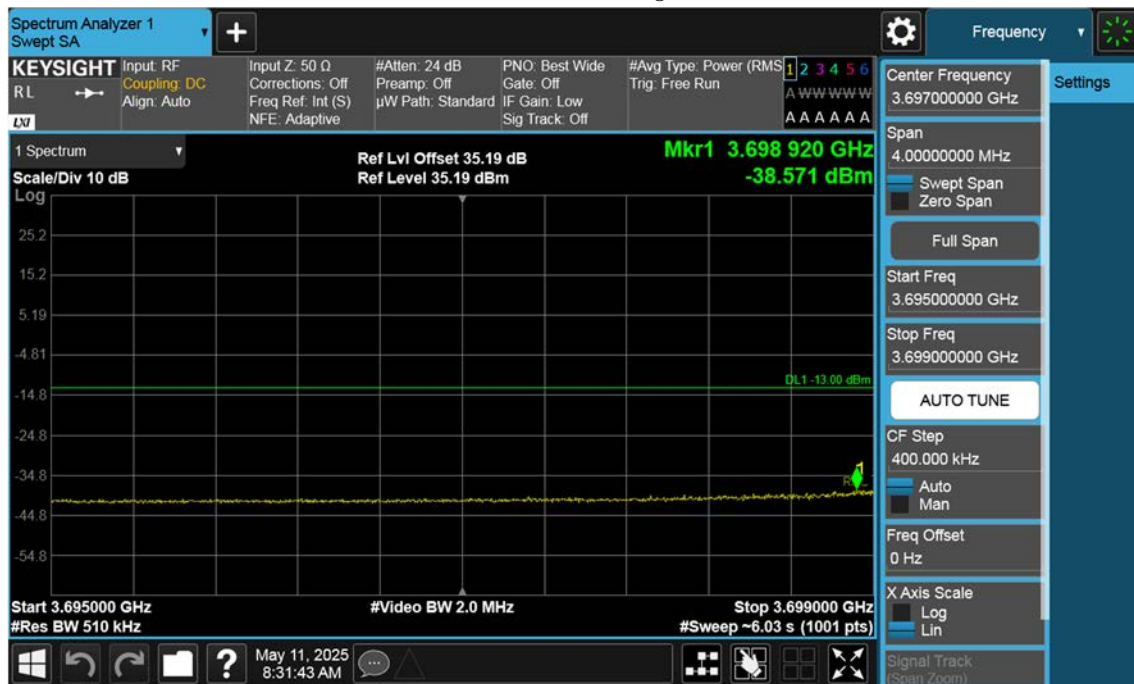 Spectrum Analyzer 1
Swept SA
Frequency
KEYSIGHT
RL
LXI
Input: RF
Coupling: DC
Align: Auto
Input Z: 50 Ω
Corrections: Off
Freq Ref: Int (S)
NFE: Adaptive
#Atten: 24 dB
Preamp: Off
µW Path: Standard
PNO: Best Wide
Gate: Off
IF Gain: Low
Sig Track: Off
#Avg Type: Power (RMS
Trig: Free Run
1 2 3 4 5 6
A W W W W W
A A A A A A
1 Spectrum
Scale/Div 10 dB
Ref Lvl Offset 35.19 dB
Ref Level 35.19 dBm
Mkr1 3.698 920 GHz
-38.571 dBm
Log
25.2
15.2
5.19
-4.81
-14.8
-24.8
-34.8
-44.8
-54.8
DL1 -13.00 dBm
1
Start 3.695000 GHz
#Res BW 510 kHz
#Video BW 2.0 MHz
Stop 3.699000 GHz
#Sweep ~6.03 s (1001 pts)
Center Frequency
3.697000000 GHz
Span
4.00000000 MHz
Swept Span
Zero Span
Full Span
Start Freq
3.695000000 GHz
Stop Freq
3.699000000 GHz
AUTO TUNE
CF Step
400.000 kHz
Auto
Man
Freq Offset
0 Hz
X Axis Scale
Log
Lin
Signal Track
(Span Zoom)
Settings
?
May 11, 2025
8:31:43 AM